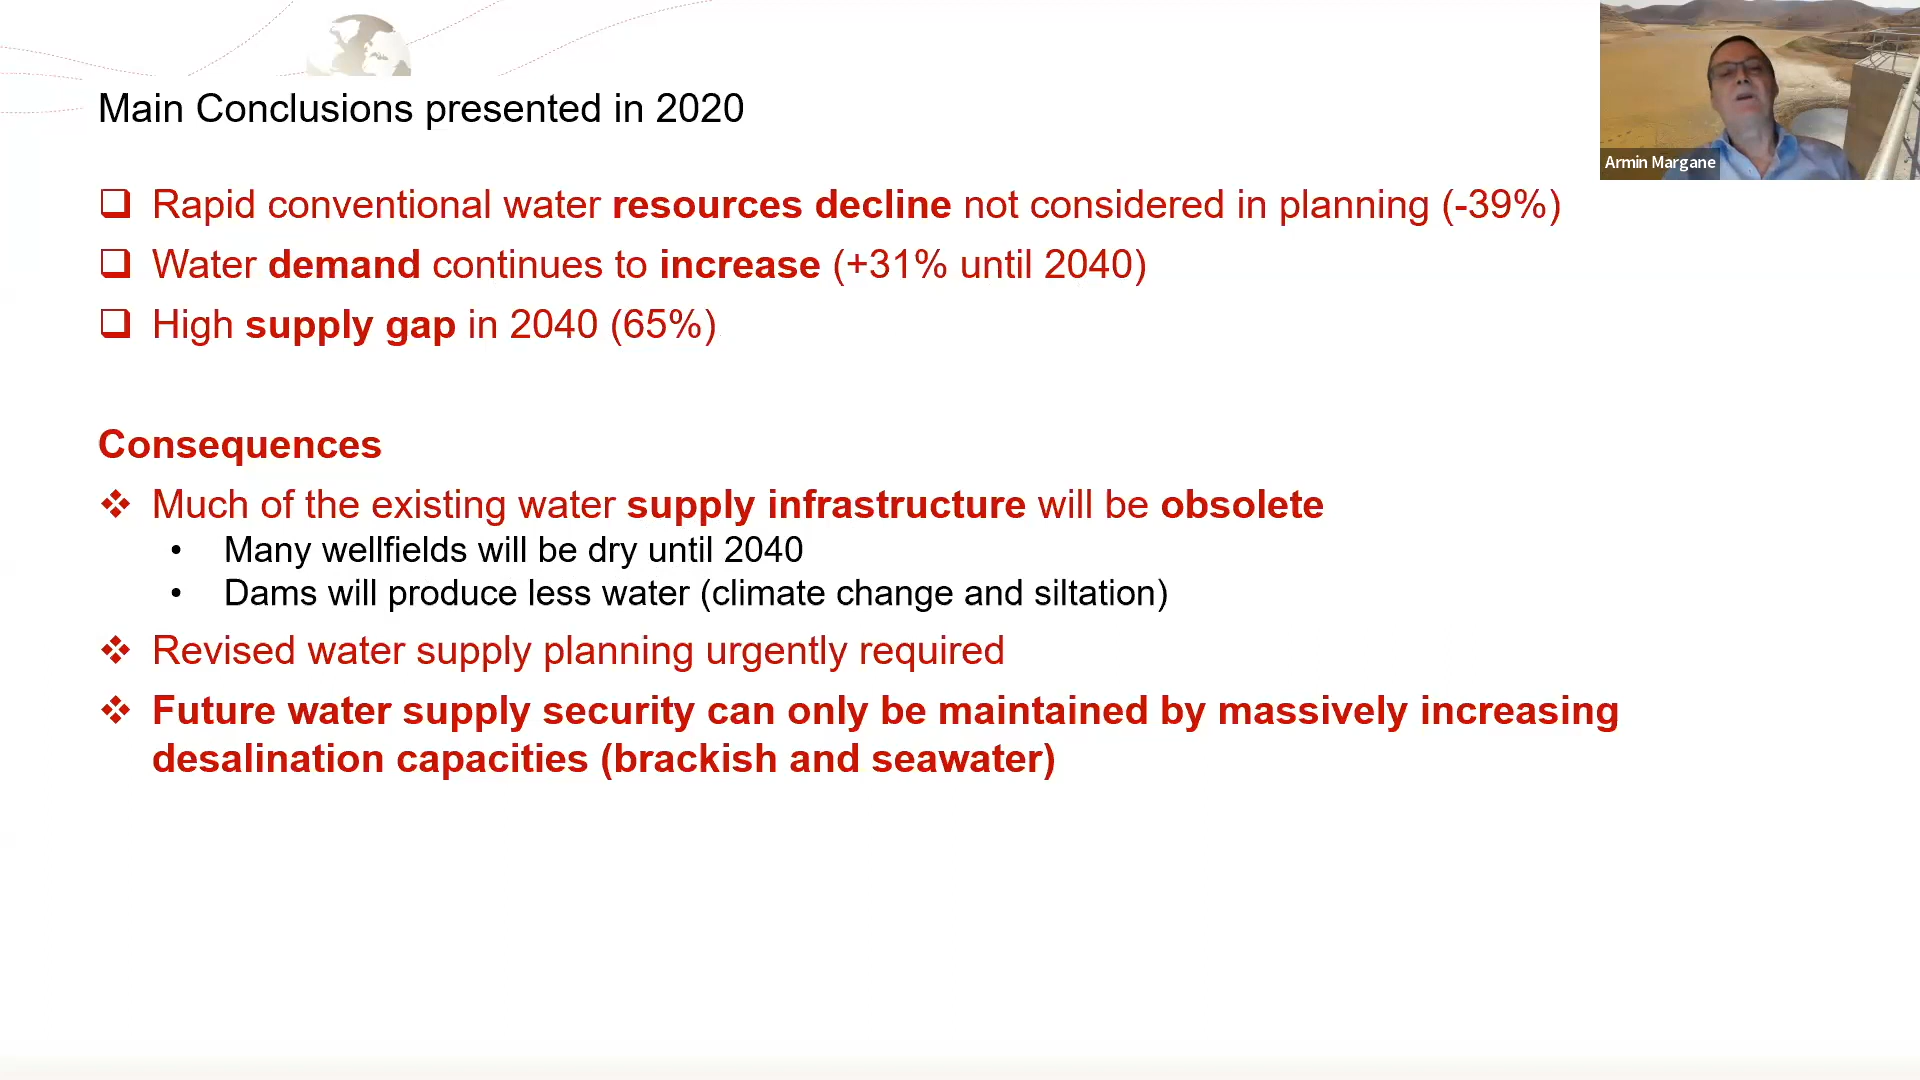 Main Conclusions presented in 2020
Armin Margane
Rapid conventional water resources decline not considered in planning (-39%)
Water demand continues to increase (+31% until 2040)
High supply gap in 2040 (65%)
Consequences
Much of the existing water supply infrastructure will be obsolete
• Many wellfields will be dry until 2040
• Dams will produce less water (climate change and siltation)
Revised water supply planning urgently required
Future water supply security can only be maintained by massively increasing
desalination capacities (brackish and seawater)